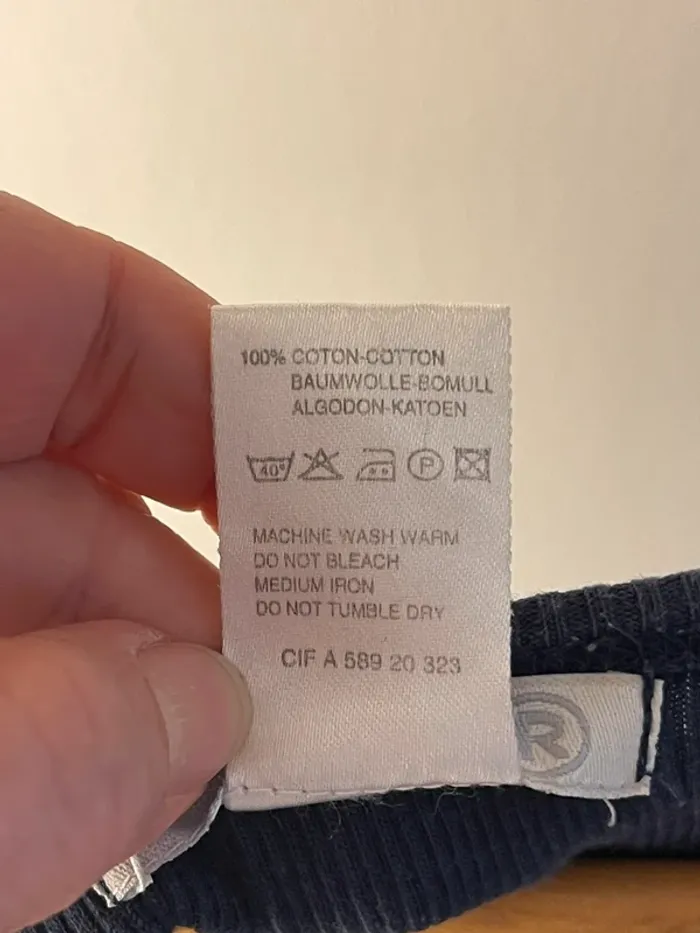 100% COTON-COTTON
BAUMWOLLE-BOMULL
ALGODON-KATOEN
40° P
MACHINE WASH WARM
DO NOT BLEACH
MEDIUM IRON
DO NOT TUMBLE DRY
CIF A 589 20 323
R